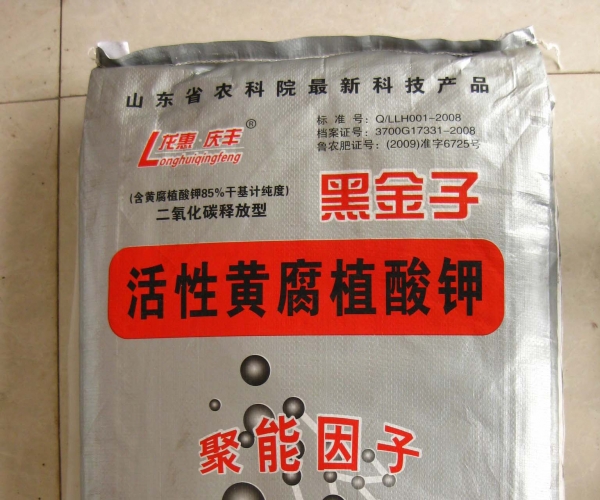 山东省农科院最新科技产品
标准号：Q/LLH001-2008
档案证号：3700G17331-2008
鲁农肥证号：(2009)准字6725号
龙惠 庆丰®
Longhuiqingfeng
(含黄腐植酸钾85%干基计纯度)
二氧化碳释放型
黑金子
活性黄腐植酸钾
聚能因子